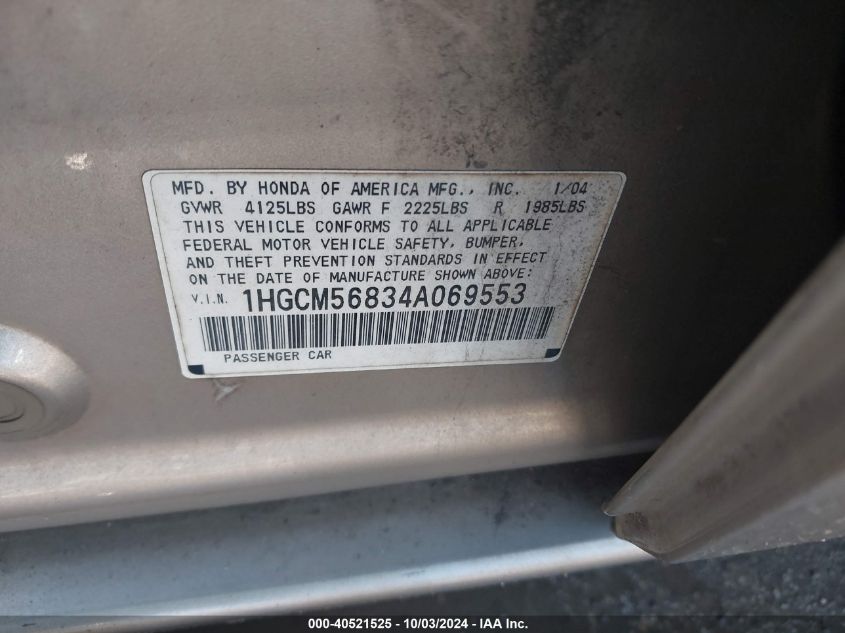 MFD. BY HONDA OF AMERICA MFG., INC. 1/04
GVWR 4125LBS GAWR F 2225LBS R 1985LBS
THIS VEHICLE CONFORMS TO ALL APPLICABLE
FEDERAL MOTOR VEHICLE SAFETY, BUMPER,
AND THEFT PREVENTION STANDARDS IN EFFECT
ON THE DATE OF MANUFACTURE SHOWN ABOVE:
V.I.N. 1HGCM56834A069553
PASSENGER CAR
000-40521525 - 10/03/2024 - IAA Inc.